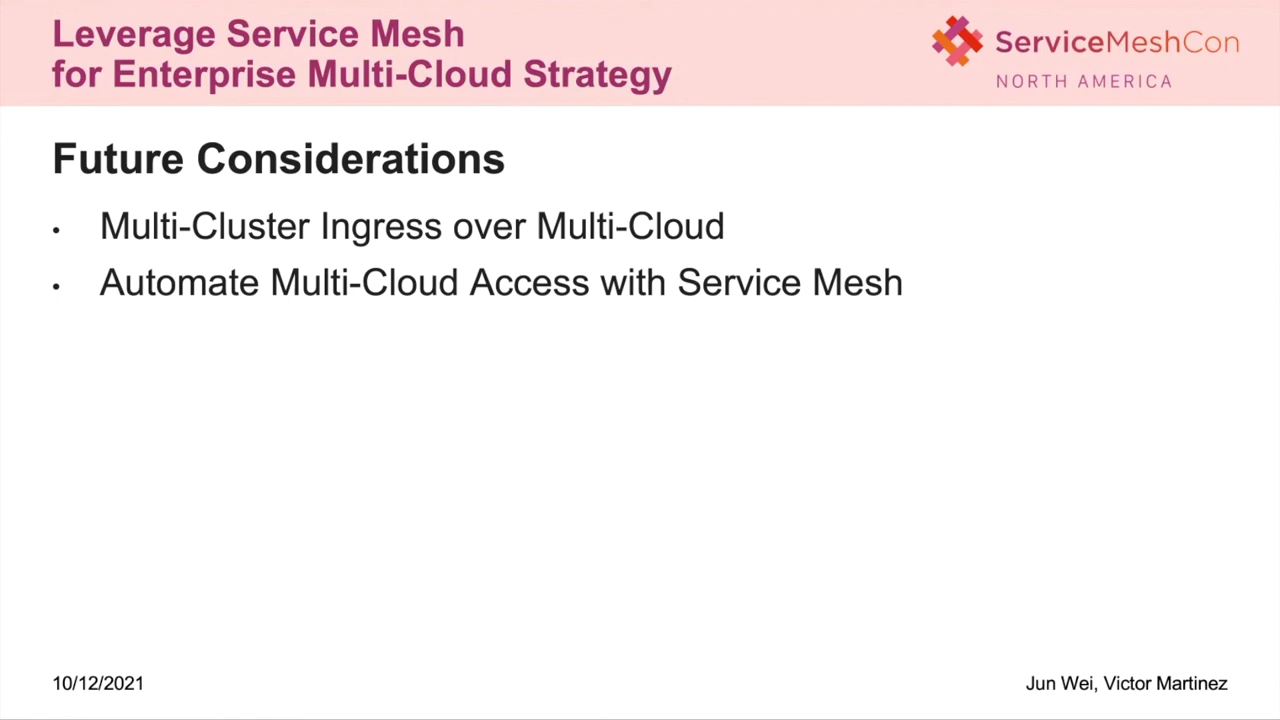 Leverage Service Mesh
for Enterprise Multi-Cloud Strategy
ServiceMeshCon
NORTH AMERICA
Future Considerations
• Multi-Cluster Ingress over Multi-Cloud
• Automate Multi-Cloud Access with Service Mesh
10/12/2021
Jun Wei, Victor Martinez